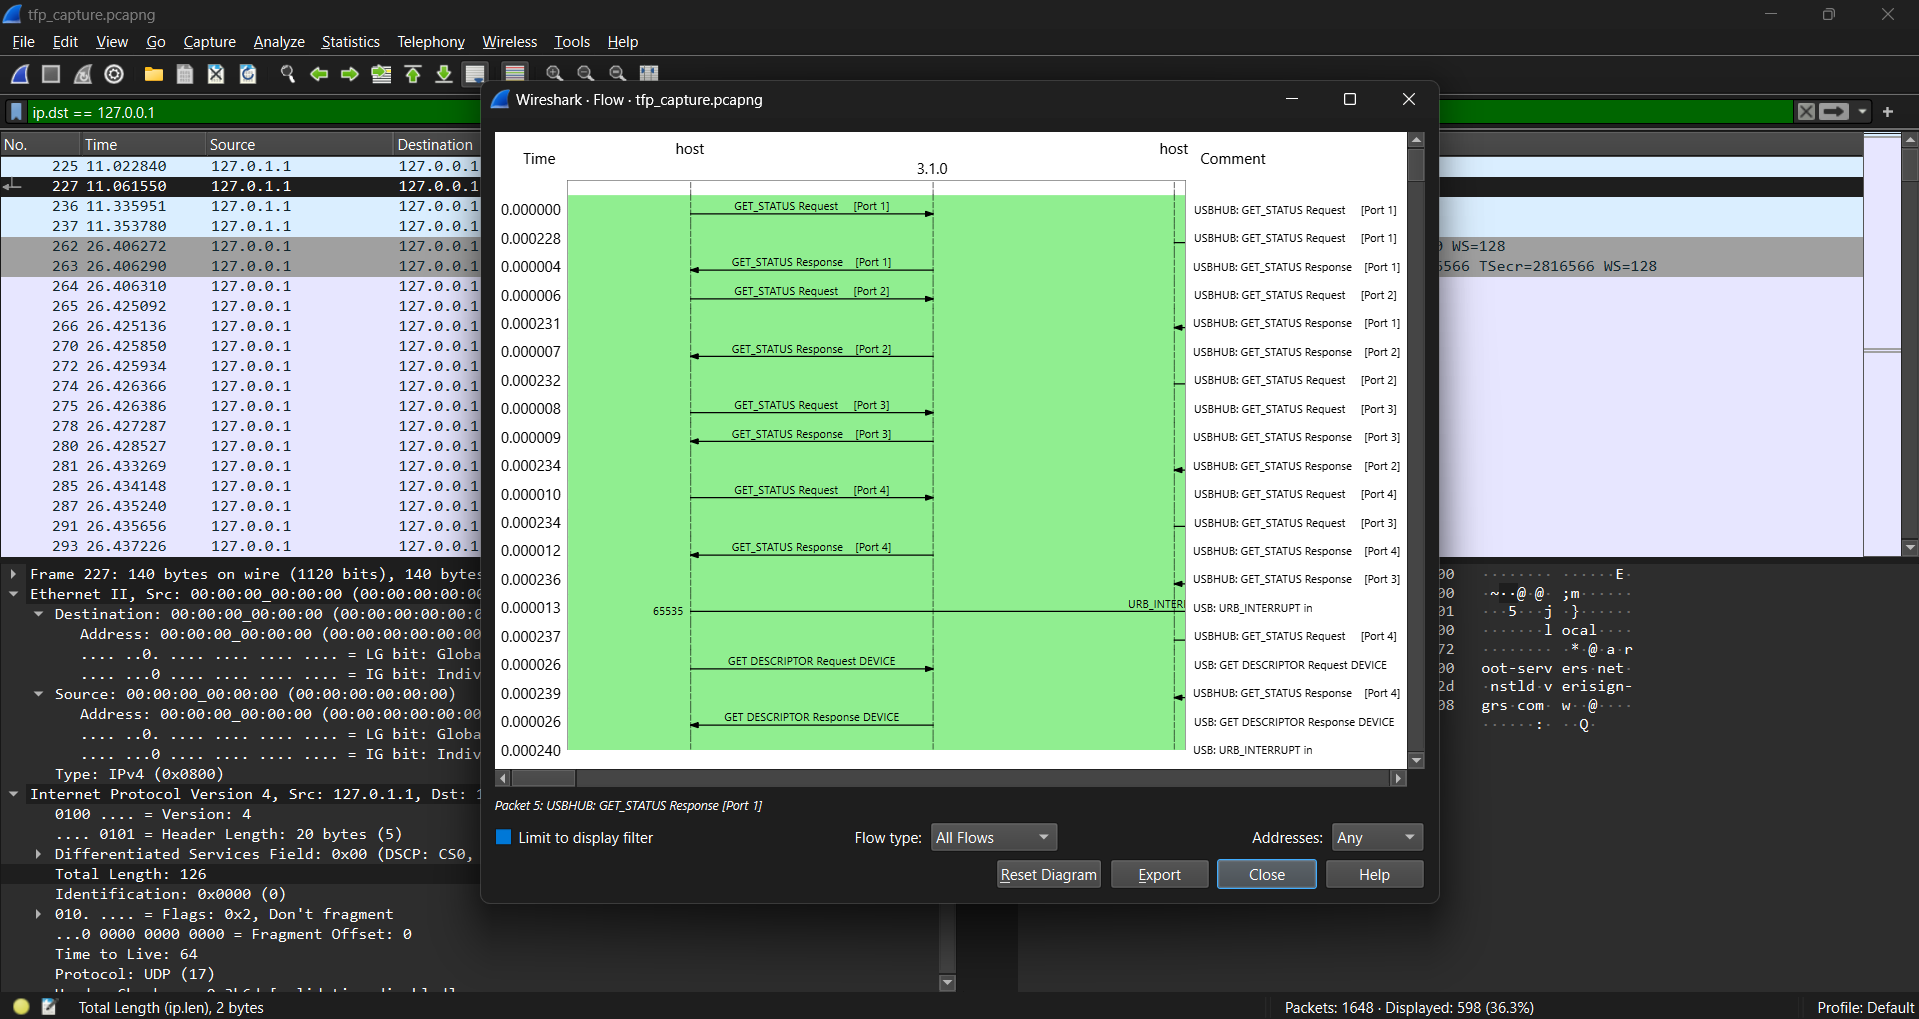 tfp_capture.pcapng
File Edit View Go Capture Analyze Statistics Telephony Wireless Tools Help
ip.dst == 127.0.0.1
No. Time Source Destination
225 11.022840 127.0.1.1 127.0.0.1
227 11.061550 127.0.1.1 127.0.0.1
236 11.335951 127.0.1.1 127.0.0.1
237 11.353780 127.0.1.1 127.0.0.1
262 26.406272 127.0.0.1 127.0.0.1 WS=128
263 26.406290 127.0.0.1 127.0.0.1 5566 TSecr=2816566 WS=128
264 26.406310 127.0.0.1 127.0.0.1
265 26.425092 127.0.0.1 127.0.0.1
266 26.425136 127.0.0.1 127.0.0.1
270 26.425850 127.0.0.1 127.0.0.1
272 26.425934 127.0.0.1 127.0.0.1
274 26.426366 127.0.0.1 127.0.0.1
275 26.426386 127.0.0.1 127.0.0.1
278 26.427287 127.0.0.1 127.0.0.1
280 26.428527 127.0.0.1 127.0.0.1
281 26.433269 127.0.0.1 127.0.0.1
285 26.434148 127.0.0.1 127.0.0.1
287 26.435240 127.0.0.1 127.0.0.1
291 26.435656 127.0.0.1 127.0.0.1
293 26.437226 127.0.0.1 127.0.0.1
Frame 227: 140 bytes on wire (1120 bits), 140 bytes
Ethernet II, Src: 00:00:00_00:00:00 (00:00:00:00:00
Destination: 00:00:00_00:00:00 (00:00:00:00:00:0
Address: 00:00:00_00:00:00 (00:00:00:00:00:00
.... ..0. .... .... .... .... = LG bit: Globa
.... ...0 .... .... .... .... = IG bit: Indiv
Source: 00:00:00_00:00:00 (00:00:00:00:00:00)
Address: 00:00:00_00:00:00 (00:00:00:00:00:00
.... ..0. .... .... .... .... = LG bit: Globa
.... ...0 .... .... .... .... = IG bit: Indiv
Type: IPv4 (0x0800)
Internet Protocol Version 4, Src: 127.0.1.1, Dst: 1
0100 .... = Version: 4
.... 0101 = Header Length: 20 bytes (5)
Differentiated Services Field: 0x00 (DSCP: CS0,
Total Length: 126
Identification: 0x0000 (0)
010. .... = Flags: 0x2, Don't fragment
...0 0000 0000 0000 = Fragment Offset: 0
Time to Live: 64
Protocol: UDP (17)
Wireshark · Flow · tfp_capture.pcapng
Time host 3.1.0 host Comment
0.000000 GET_STATUS Request [Port 1] USBHUB: GET_STATUS Request [Port 1]
0.000228 USBHUB: GET_STATUS Request [Port 1]
0.000004 GET_STATUS Response [Port 1] USBHUB: GET_STATUS Response [Port 1]
0.000006 GET_STATUS Request [Port 2] USBHUB: GET_STATUS Request [Port 2]
0.000231 USBHUB: GET_STATUS Response [Port 1]
0.000007 GET_STATUS Response [Port 2] USBHUB: GET_STATUS Response [Port 2]
0.000232 USBHUB: GET_STATUS Request [Port 2]
0.000008 GET_STATUS Request [Port 3] USBHUB: GET_STATUS Request [Port 3]
0.000009 GET_STATUS Response [Port 3] USBHUB: GET_STATUS Response [Port 3]
0.000234 USBHUB: GET_STATUS Response [Port 2]
0.000010 GET_STATUS Request [Port 4] USBHUB: GET_STATUS Request [Port 4]
0.000234 USBHUB: GET_STATUS Request [Port 3]
0.000012 GET_STATUS Response [Port 4] USBHUB: GET_STATUS Response [Port 4]
0.000236 USBHUB: GET_STATUS Response [Port 3]
0.000013 65535 URB_INTER USB: URB_INTERRUPT in
0.000237 USBHUB: GET_STATUS Request [Port 4]
0.000026 GET DESCRIPTOR Request DEVICE USB: GET DESCRIPTOR Request DEVICE
0.000239 USBHUB: GET_STATUS Response [Port 4]
0.000026 GET DESCRIPTOR Response DEVICE USB: GET DESCRIPTOR Response DEVICE
0.000240 USB: URB_INTERRUPT in
Packet 5: USBHUB: GET_STATUS Response [Port 1]
Limit to display filter Flow type: All Flows Addresses: Any
Reset Diagram Export Close Help
00 ········ ······E·
00 ·~··@·@· ;m······
01 ···5···j ·}······
00 ·······l ocal····
72 ········ ·*·@·a·r
00 oot-serv ers·net·
2d ·nstld·v erisign-
08 grs·com· w··@····
······:· ··Q·
Total Length (ip.len), 2 bytes
Packets: 1648 · Displayed: 598 (36.3%)
Profile: Default